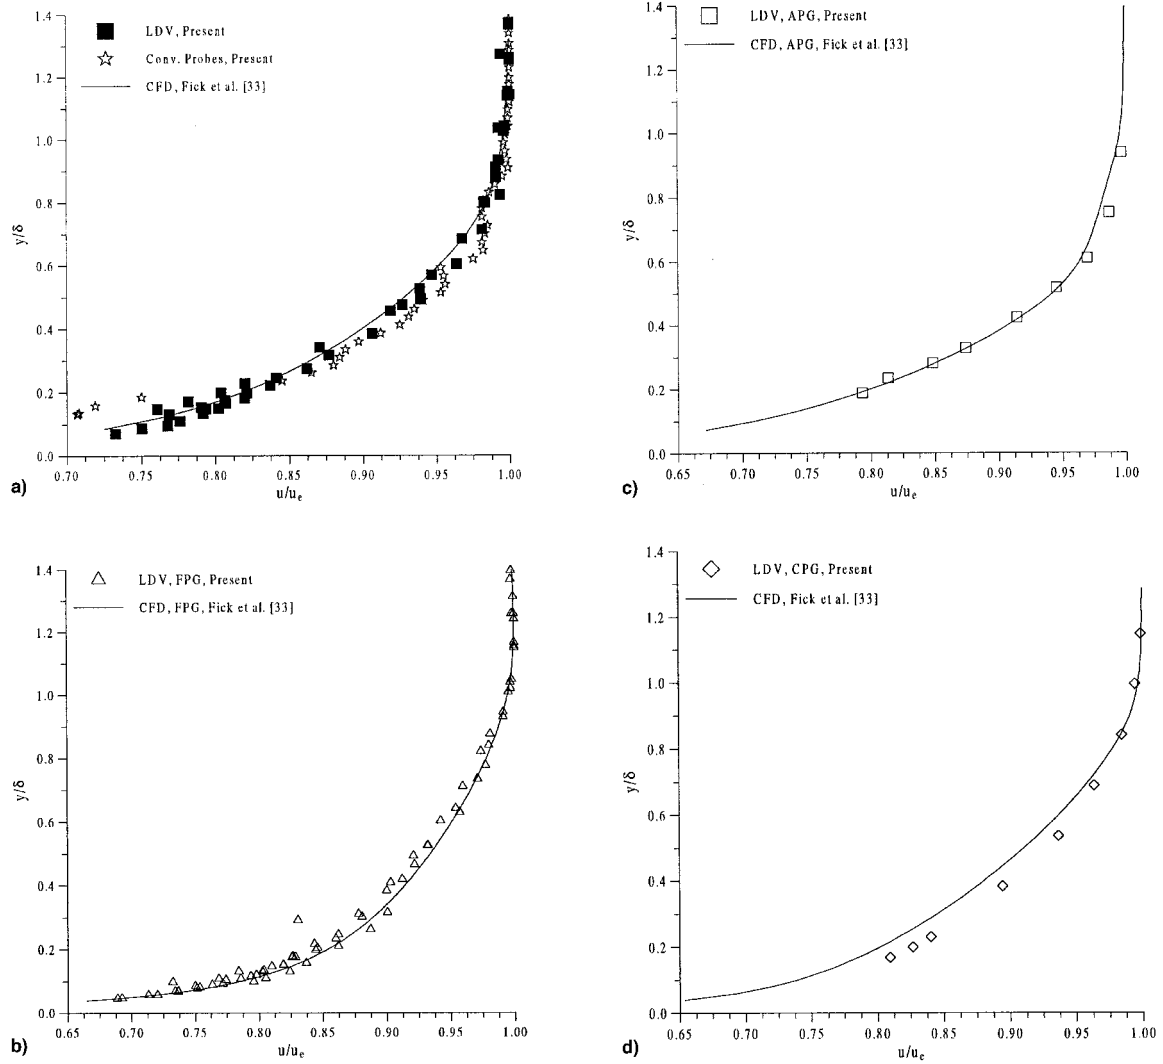 1.4
1.2
1.0
0.8
0.6
0.4
0.2
0.0
y/δ
LDV, Present
Conv. Probes, Present
CFD, Fick et al. [33]
0.70 0.75 0.80 0.85 0.90 0.95 1.00
u/ue
a)
1.4
1.2
1.0
0.8
0.6
0.4
0.2
0.0
y/δ
LDV, APG, Present
CFD, APG, Fick et al. [33]
0.65 0.70 0.75 0.80 0.85 0.90 0.95 1.00
u/ue
c)
1.4
1.2
1.0
0.8
0.6
0.4
0.2
0.0
y/δ
LDV, FPG, Present
CFD, FPG, Fick et al. [33]
0.65 0.70 0.75 0.80 0.85 0.90 0.95 1.00
u/ue
b)
1.4
1.2
1.0
0.8
0.6
0.4
0.2
0.0
y/δ
LDV, CPG, Present
CFD, Fick et al. [33]
0.65 0.70 0.75 0.80 0.85 0.90 0.95 1.00
u/ue
d)